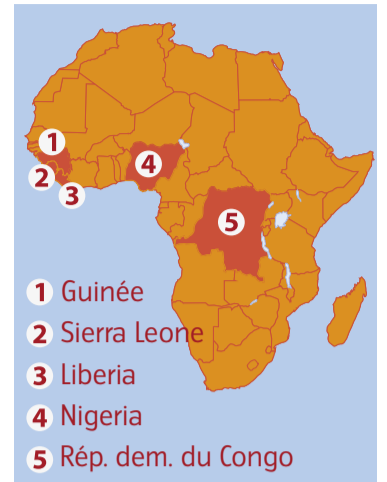 1
2
3
4
5
1 Guinée
2 Sierra Leone
3 Liberia
4 Nigeria
5 Rép. dem. du Congo